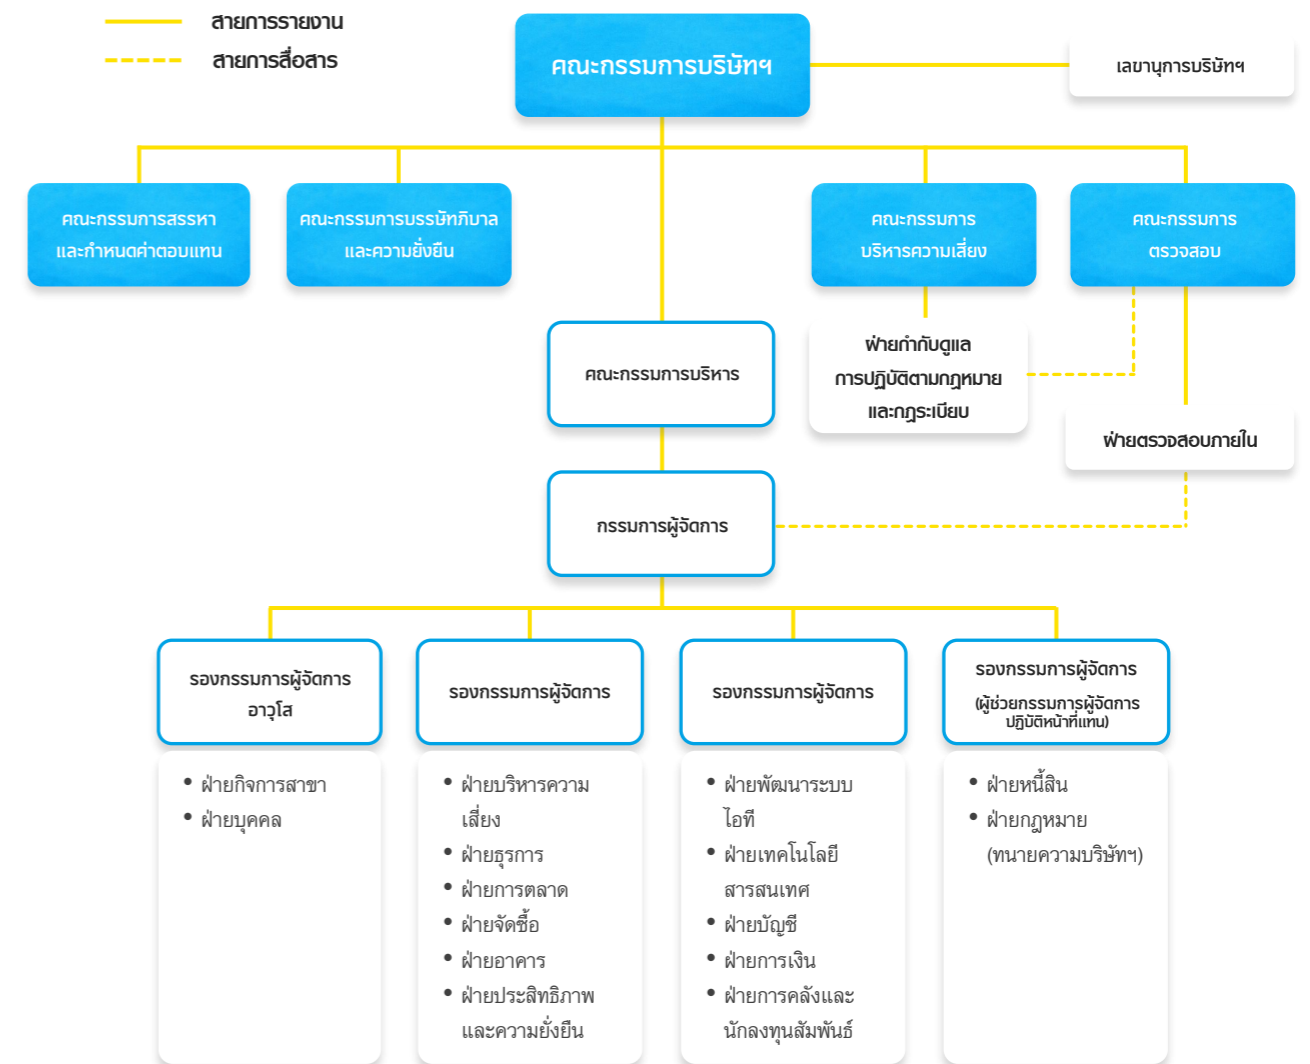 สายการรายงาน
สายการสื่อสาร
คณะกรรมการบริษัทฯ
เลขานุการบริษัทฯ
คณะกรรมการสรรหา
และกำหนดค่าตอบแทน
คณะกรรมการบรรษัทภิบาล
และความยั่งยืน
คณะกรรมการ
บริหารความเสี่ยง
คณะกรรมการ
ตรวจสอบ
คณะกรรมการบริหาร
ฝ่ายกำกับดูแล
การปฏิบัติตามกฎหมาย
และกฎระเบียบ
ฝ่ายตรวจสอบภายใน
กรรมการผู้จัดการ
รองกรรมการผู้จัดการ
อาวุโส
รองกรรมการผู้จัดการ
รองกรรมการผู้จัดการ
รองกรรมการผู้จัดการ
(ผู้ช่วยกรรมการผู้จัดการ
ปฏิบัติหน้าที่แทน)
• ฝ่ายกิจการสาขา
• ฝ่ายบุคคล
• ฝ่ายบริหารความ
เสี่ยง
• ฝ่ายธุรการ
• ฝ่ายการตลาด
• ฝ่ายจัดซื้อ
• ฝ่ายอาคาร
• ฝ่ายประสิทธิภาพ
และความยั่งยืน
• ฝ่ายพัฒนาระบบ
ไอที
• ฝ่ายเทคโนโลยี
สารสนเทศ
• ฝ่ายบัญชี
• ฝ่ายการเงิน
• ฝ่ายการคลังและ
นักลงทุนสัมพันธ์
• ฝ่ายหนี้สิน
• ฝ่ายกฎหมาย
(ทนายความบริษัทฯ)